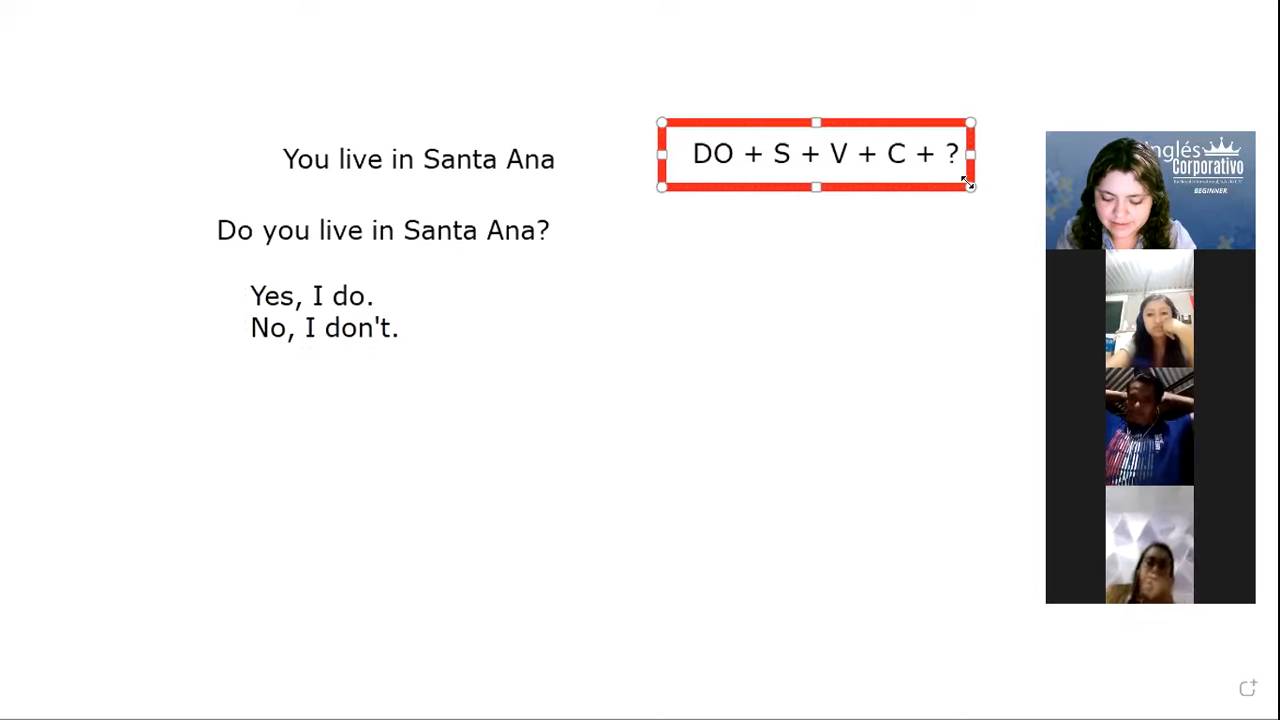 You live in Santa Ana
DO + S + V + C + ?
Do you live in Santa Ana?
Yes, I do.
No, I don't.
Inglés
Corporativo
BEGINNER